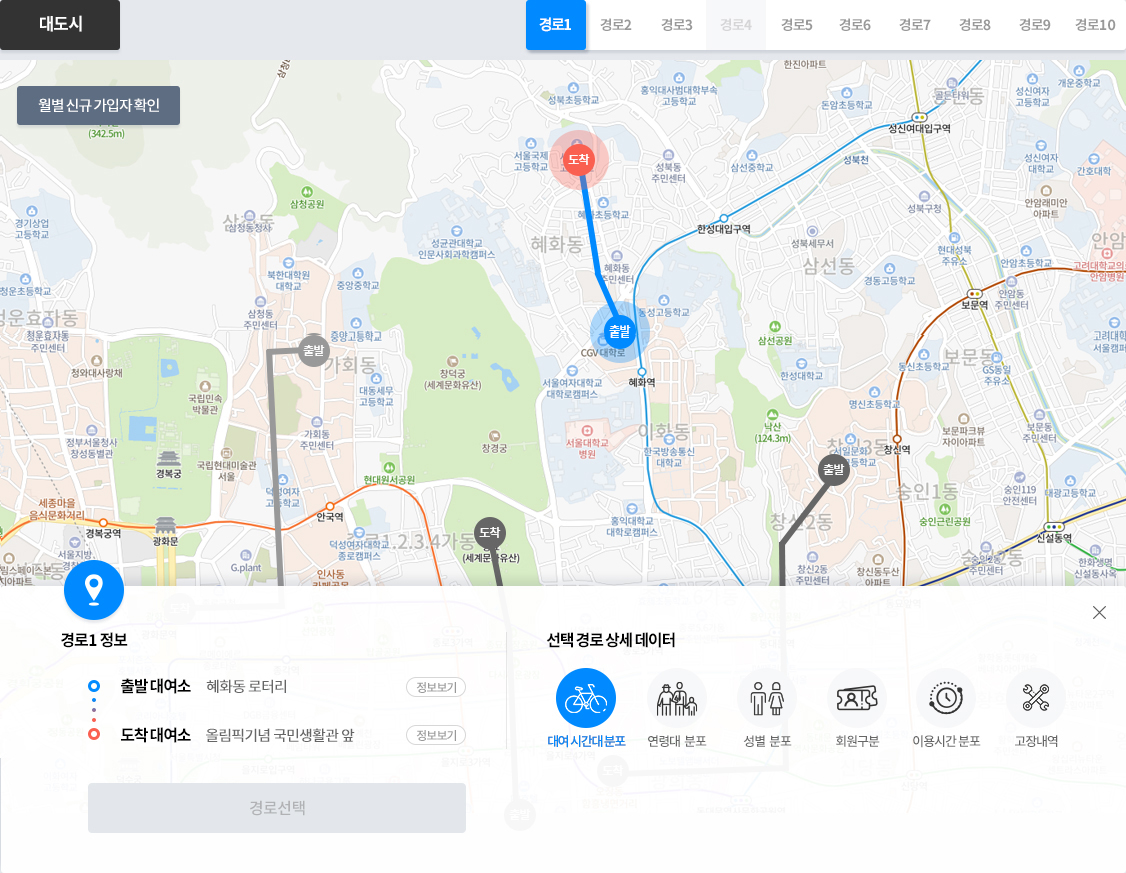 대도시
경로1
경로2
경로3
경로4
경로5
경로6
경로7
경로8
경로9
경로10
월별 신규 가입자 확인
(342.5m)
한진아파트
성북초등학교
홍익대사범대학부속
고등학교
돈암초등학교
성신여대입구역
성신초등학교
개운중학교
서울국제
고등학교
도착
성북동
주민센터
삼선중학교
성북천
성신여자
대학교
간호대학
삼청공원
성북구청
안암래미안
아파트
경기상업
고등학교
삼청동
혜화초등학교
한성대입구역
성균관대학교
인문사회과학캠퍼스
혜화동
성북세무서
현대성북
주유소
안암초등학교
고려대학교의
안암병원
북한대학원
대학교
중앙중학교
혜화동
주민센터
삼선동
경동고등학교
청운초등학교
안암동
주민센터
보문역
삼청동
주민센터
출발
동성고등학교
청운효자동
청운효자동
주민센터
중앙고등학교
출발
가회동
CGV 대학로
삼선공원
보문동
고려대학교
서울캠퍼스
동신초등학교
GS동일
주유소
청와대사랑채
창덕궁
(세계문화유산)
서울여자대학교
대학로캠퍼스
혜화역
한성대학교
국립민속
박물관
대동세무
고등학교
명신초등학교
정부서울청사
창성동별관
가회동
주민센터
창경궁
서울대학교
병원
이화동
한국방송통신
대학교
낙산
(124.3m)
창신역
보문파크뷰
자이아파트
보문동
주민센터
경복궁
국립현대미술관
서울
현대원서공원
출발
숭인1동
숭인119
안전센터
대광고등학교
세종마을
음식문화거리
덕성여자
고등학교
안국역
홍익대학교
대학로캠퍼스
창신2동
숭인근린공원
경복궁역
광화문
도착
(세계문화유산)
신설동역
덕성여자대학교
종로캠퍼스
종로1.2.3.4가동
G.plant
인사동
창신2동
주민센터
창신동두산
아파트
숭인2동
한화생명
신설동사옥
경로1 정보
출발 대여소
혜화동 로터리
정보보기
도착 대여소
올림픽기념 국민생활관 앞
정보보기
경로선택
선택 경로 상세 데이터
대여 시간대 분포
연령대 분포
성별 분포
회원구분
이용시간 분포
고장내역